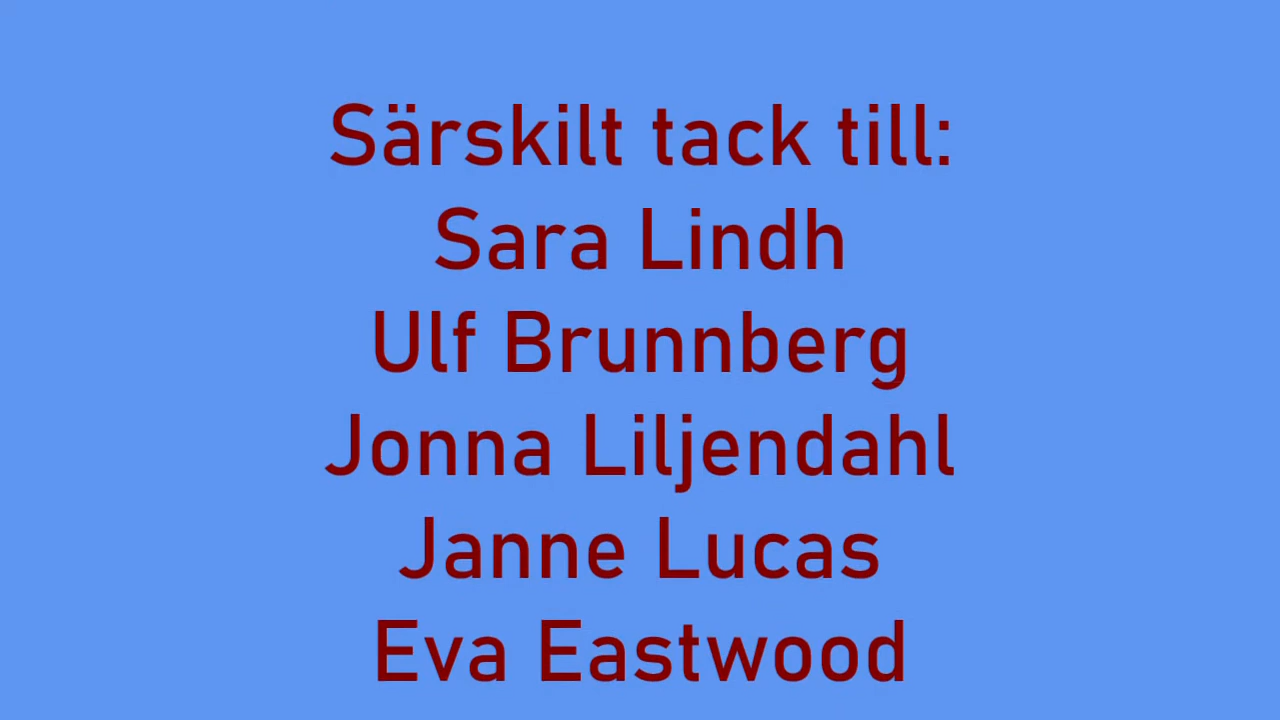 Särskilt tack till:
Sara Lindh
Ulf Brunnberg
Jonna Liljendahl
Janne Lucas
Eva Eastwood